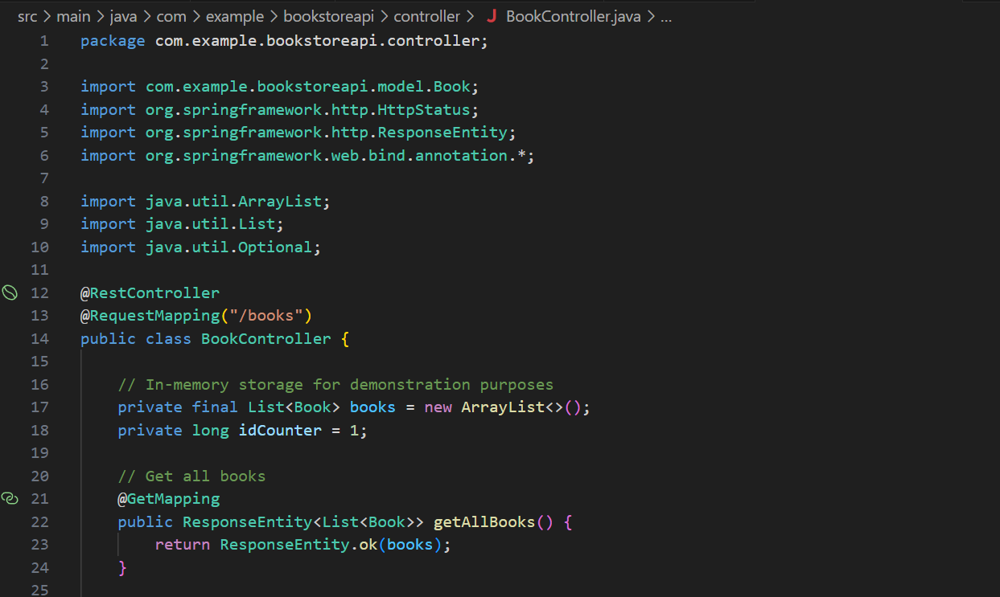 src > main > java > com > example > bookstoreapi > controller > J BookController.java > ...
1 package com.example.bookstoreapi.controller;
2
3 import com.example.bookstoreapi.model.Book;
4 import org.springframework.http.HttpStatus;
5 import org.springframework.http.ResponseEntity;
6 import org.springframework.web.bind.annotation.*;
7
8 import java.util.ArrayList;
9 import java.util.List;
10 import java.util.Optional;
11
12 @RestController
13 @RequestMapping("/books")
14 public class BookController {
15
16     // In-memory storage for demonstration purposes
17     private final List<Book> books = new ArrayList<>();
18     private long idCounter = 1;
19
20     // Get all books
21     @GetMapping
22     public ResponseEntity<List<Book>> getAllBooks() {
23         return ResponseEntity.ok(books);
24     }
25